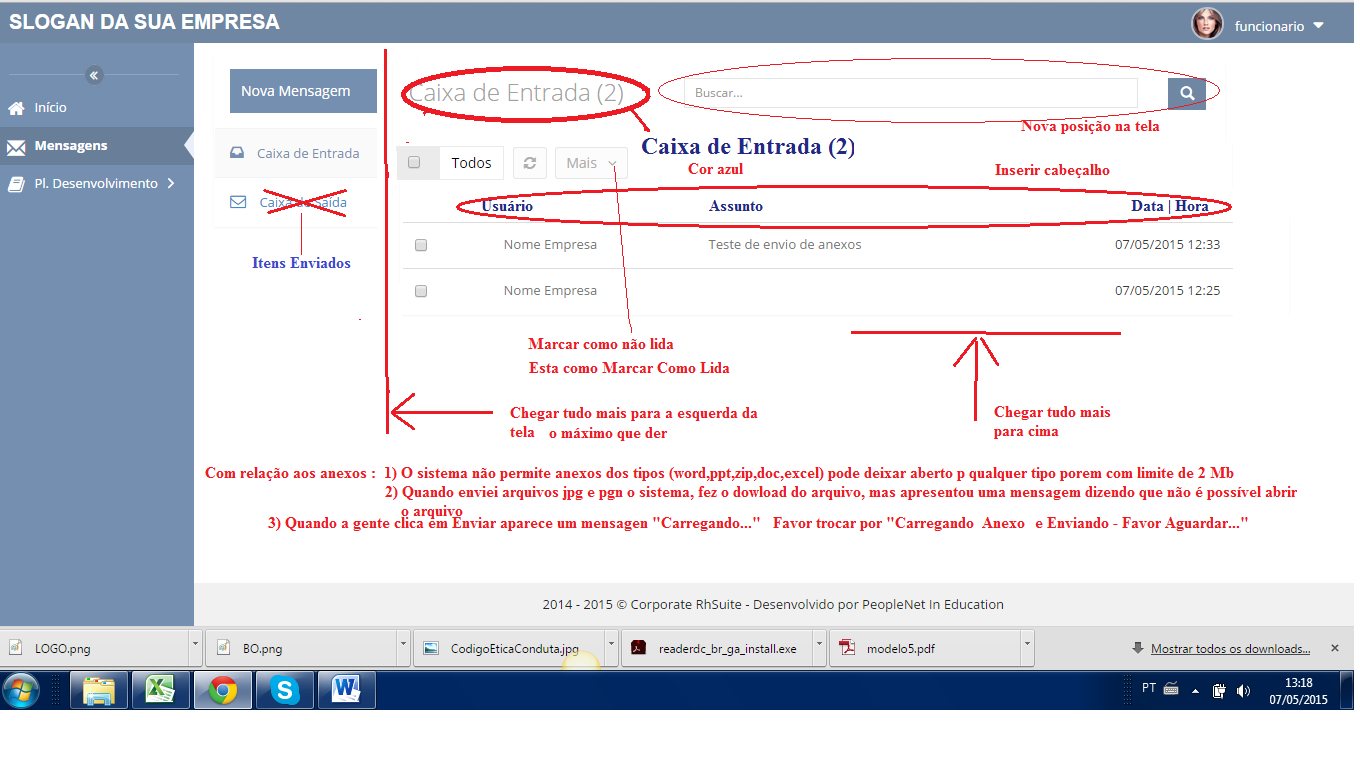 SLOGAN DA SUA EMPRESA
funcionario
Início
Mensagens
Pl. Desenvolvimento
Nova Mensagem
Caixa de Entrada
Caixa de Saída
Itens Enviados
Caixa de Entrada (2)
Buscar...
Nova posição na tela
Caixa de Entrada (2)
Cor azul
Inserir cabeçalho
Todos
Mais
Usuário Assunto Data | Hora
Nome Empresa Teste de envio de anexos 07/05/2015 12:33
Nome Empresa 07/05/2015 12:25
Marcar como não lida
Esta como Marcar Como Lida
Chegar tudo mais para a esquerda da
tela o máximo que der
Chegar tudo mais
para cima
Com relação aos anexos : 1) O sistema não permite anexos dos tipos (word,ppt,zip,doc,excel) pode deixar aberto p qualquer tipo porem com limite de 2 Mb
2) Quando enviei arquivos jpg e pgn o sistema, fez o dowload do arquivo, mas apresentou uma mensagem dizendo que não é possível abrir
o arquivo
3) Quando a gente clica em Enviar aparece um mensagen "Carregando..." Favor trocar por "Carregando Anexo e Enviando - Favor Aguardar..."
2014 - 2015 © Corporate RhSuite - Desenvolvido por PeopleNet In Education
LOGO.png
BO.png
CodigoEticaConduta.jpg
readerdc_br_ga_install.exe
modelo5.pdf
Mostrar todos os downloads...
PT
13:18
07/05/2015